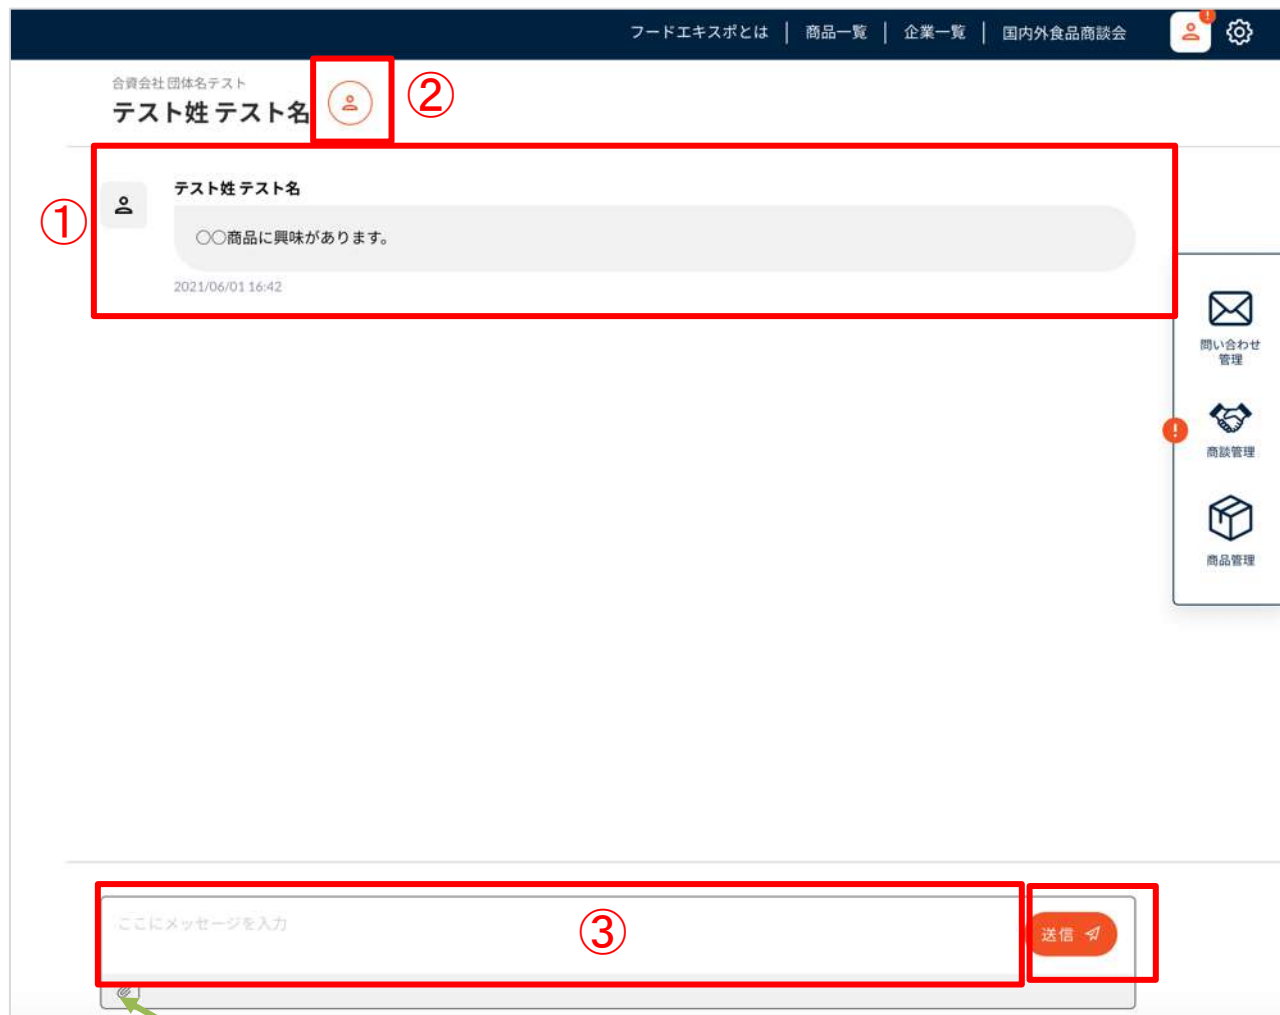 フードエキスポとは | 商品一覧 | 企業一覧 | 国内外食品商談会
合資会社 団体名テスト
テスト姓 テスト名
②
①
テスト姓 テスト名
○○商品に興味があります。
2021/06/01 16:42
問い合わせ
管理
商談管理
商品管理
ここにメッセージを入力
③
送信